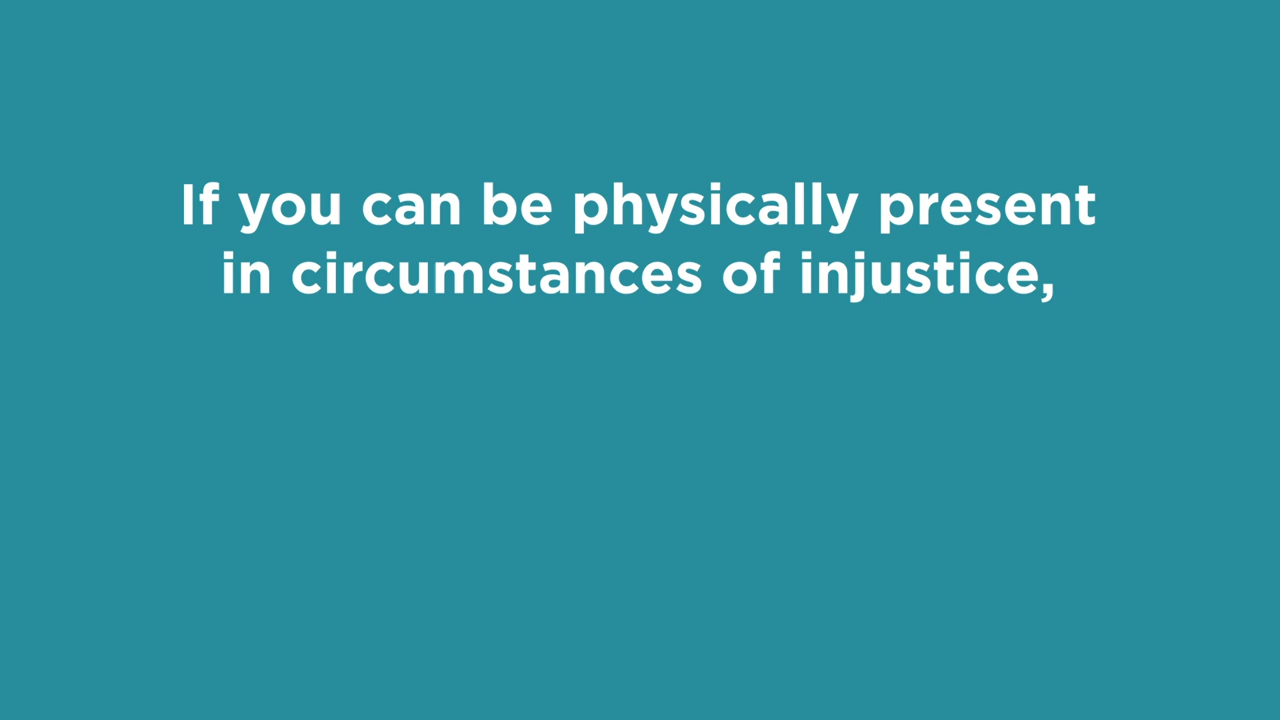 If you can be physically present
in circumstances of injustice,